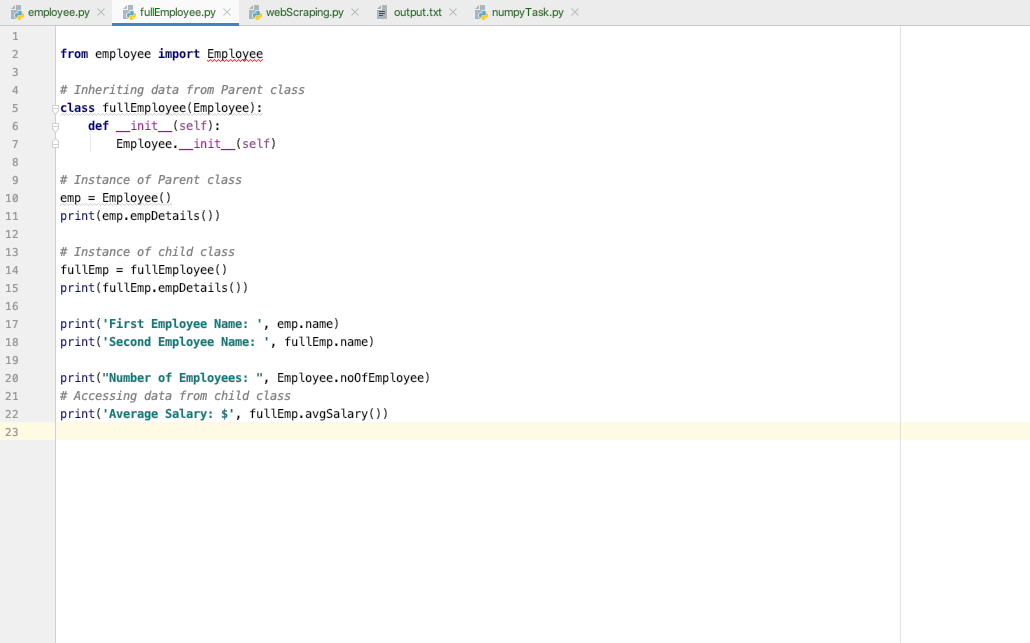 employee.py fullEmployee.py webScraping.py output.txt numpyTask.py
1
2 from employee import Employee
3
4 # Inheriting data from Parent class
5 class fullEmployee(Employee):
6     def __init__(self):
7         Employee.__init__(self)
8
9 # Instance of Parent class
10 emp = Employee()
11 print(emp.empDetails())
12
13 # Instance of child class
14 fullEmp = fullEmployee()
15 print(fullEmp.empDetails())
16
17 print('First Employee Name: ', emp.name)
18 print('Second Employee Name: ', fullEmp.name)
19
20 print("Number of Employees: ", Employee.noOfEmployee)
21 # Accessing data from child class
22 print('Average Salary: $', fullEmp.avgSalary())
23